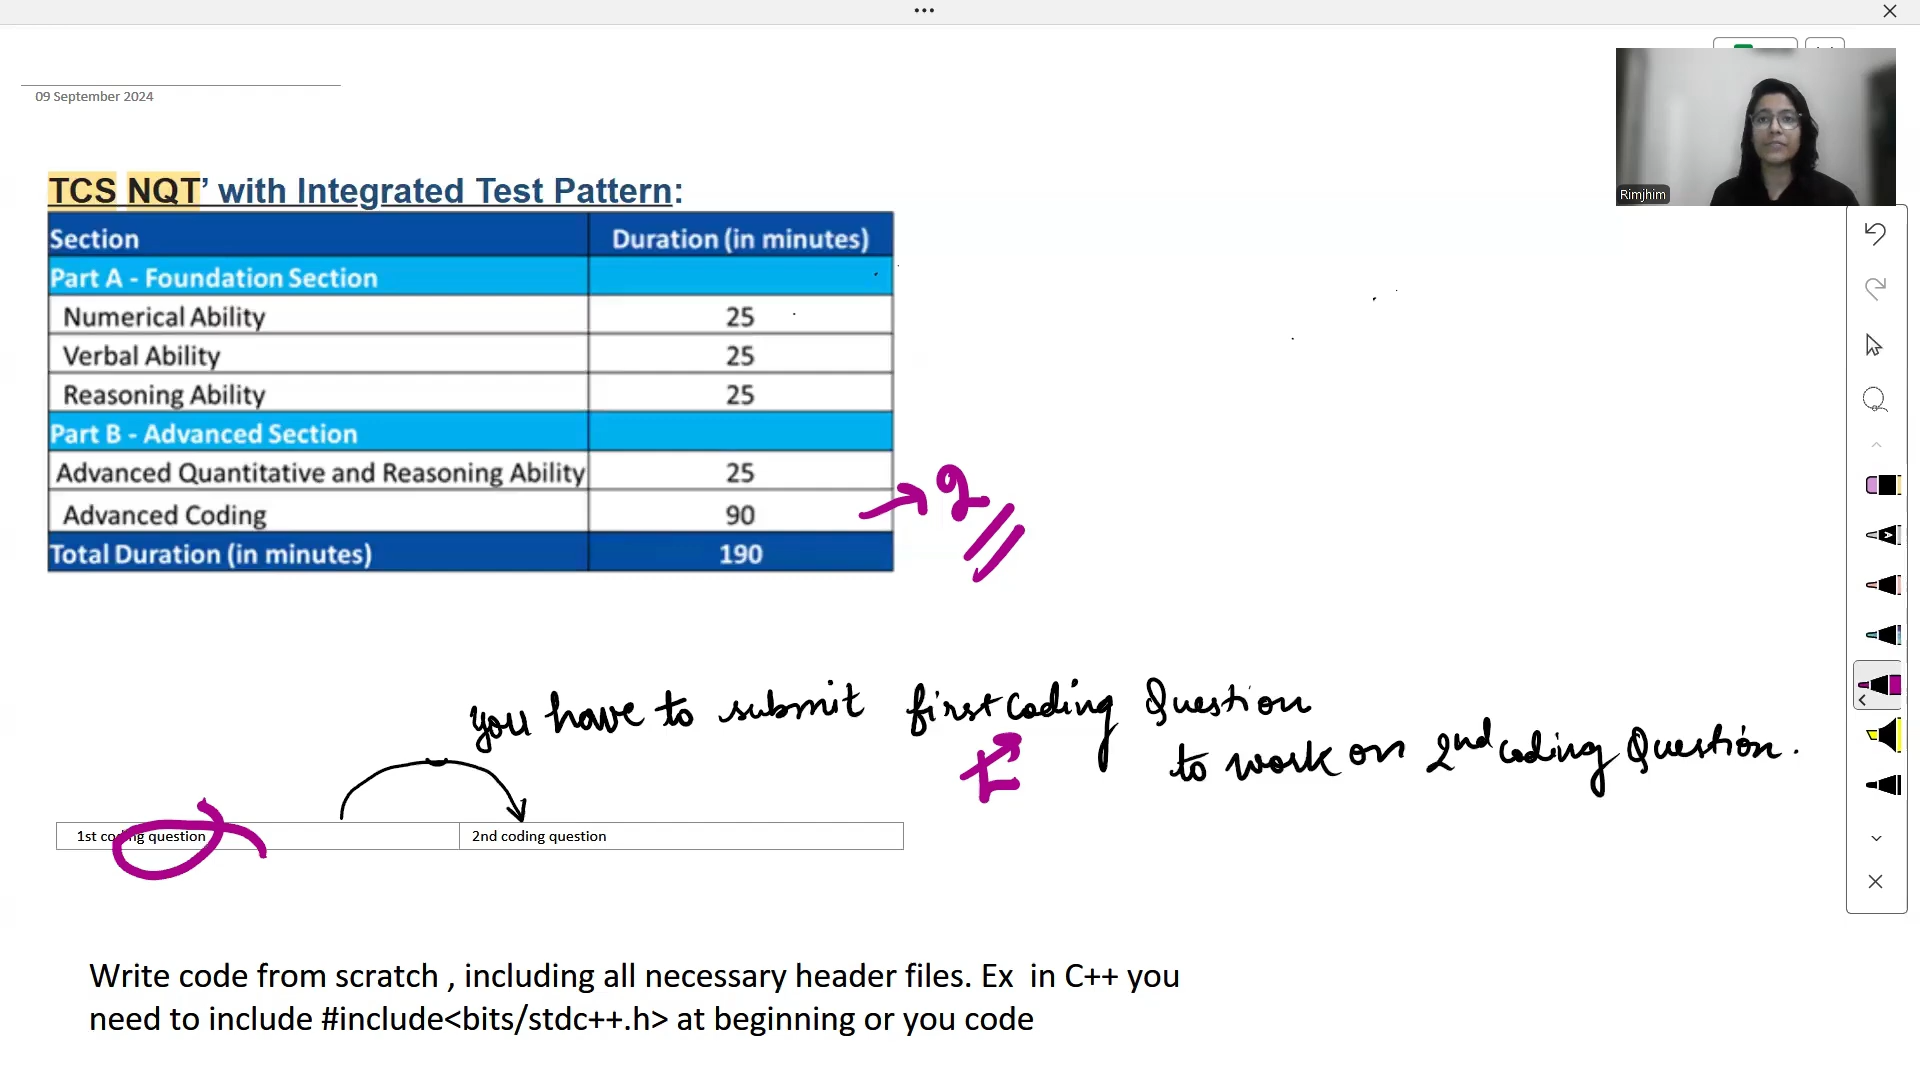 09 September 2024
Rimjhim
TCS NQT’ with Integrated Test Pattern:
Section Duration (in minutes)
Part A - Foundation Section
Numerical Ability 25
Verbal Ability 25
Reasoning Ability 25
Part B - Advanced Section
Advanced Quantitative and Reasoning Ability 25
Advanced Coding 90 → 2
Total Duration (in minutes) 190
you have to submit first coding Question
to work on 2nd coding Question.
1st coding question 2nd coding question
Write code from scratch , including all necessary header files. Ex in C++ you
need to include #include<bits/stdc++.h> at beginning or you code